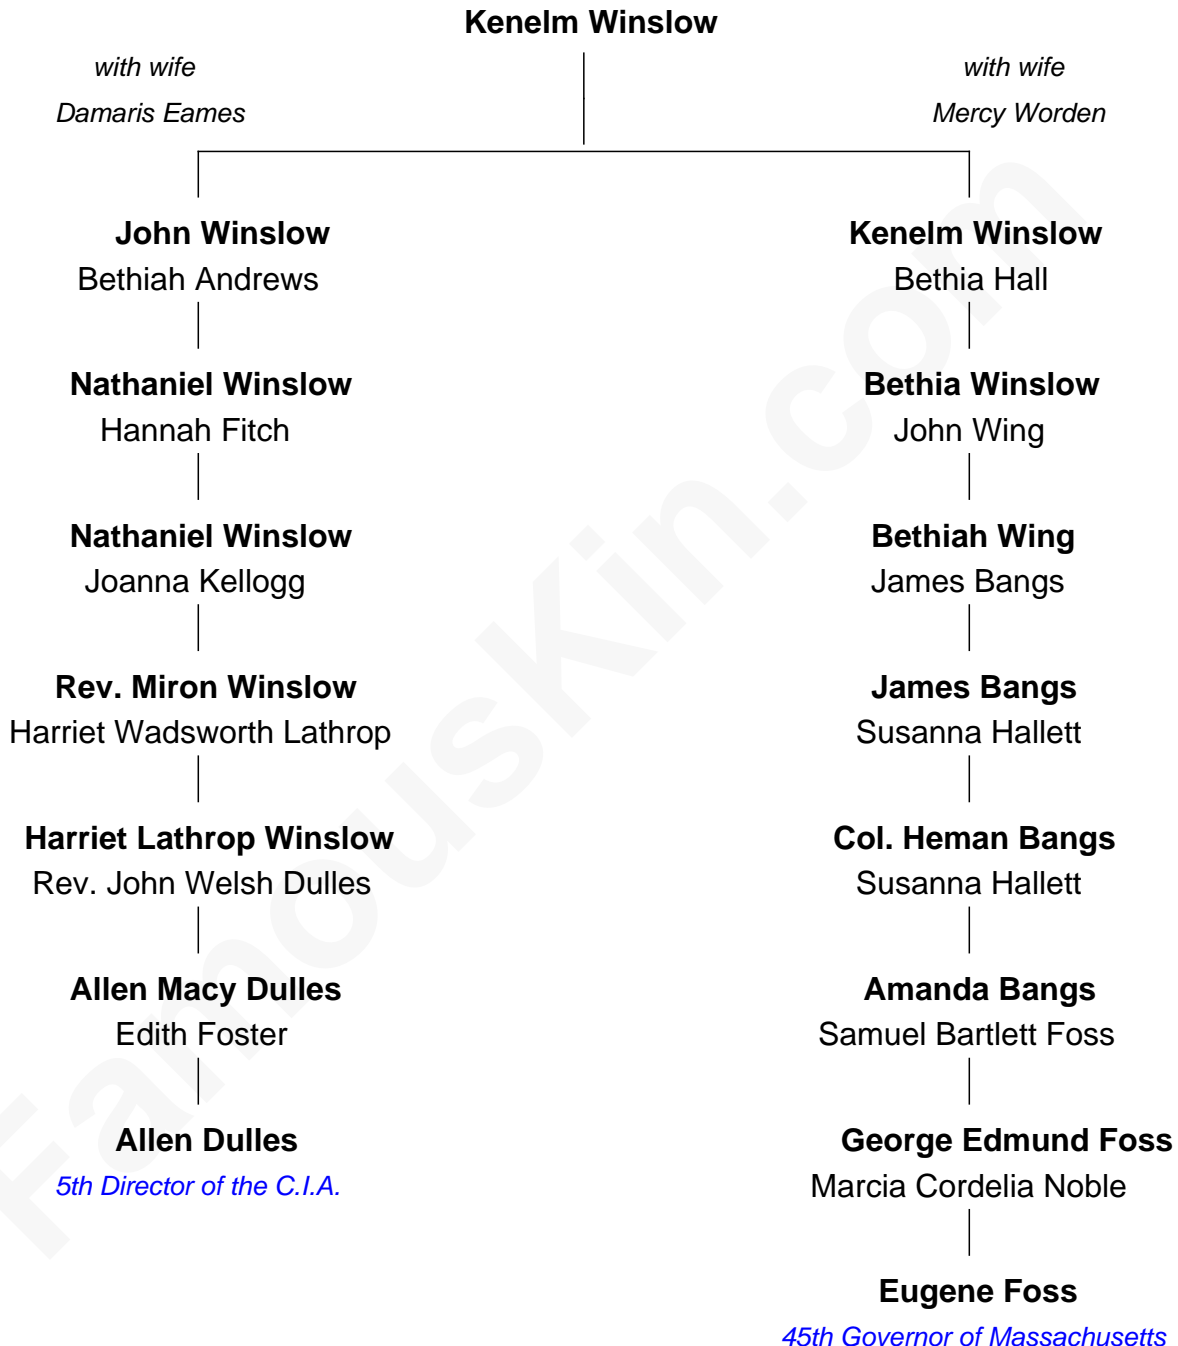 Kenelm Winslow
with wife
Damaris Eames
with wife
Mercy Worden
John Winslow
Bethiah Andrews
Kenelm Winslow
Bethia Hall
Nathaniel Winslow
Hannah Fitch
Bethia Winslow
John Wing
Nathaniel Winslow
Joanna Kellogg
Bethiah Wing
James Bangs
Rev. Miron Winslow
Harriet Wadsworth Lathrop
James Bangs
Susanna Hallett
Harriet Lathrop Winslow
Rev. John Welsh Dulles
Col. Heman Bangs
Susanna Hallett
Allen Macy Dulles
Edith Foster
Amanda Bangs
Samuel Bartlett Foss
Allen Dulles
5th Director of the C.I.A.
George Edmund Foss
Marcia Cordelia Noble
Eugene Foss
45th Governor of Massachusetts
FamousKin.com